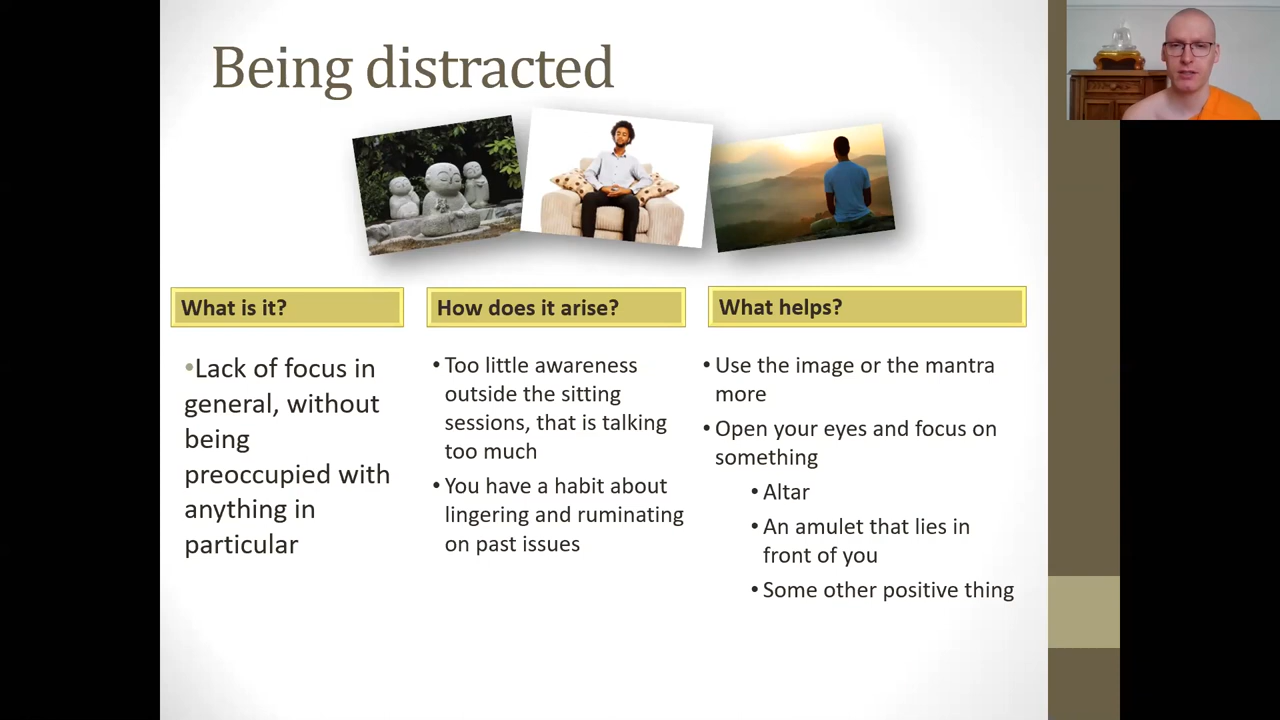 Being distracted
What is it?
•Lack of focus in
general, without
being
preoccupied with
anything in
particular
How does it arise?
• Too little awareness
outside the sitting
sessions, that is talking
too much
• You have a habit about
lingering and ruminating
on past issues
What helps?
• Use the image or the mantra
more
• Open your eyes and focus on
something
• Altar
• An amulet that lies in
front of you
• Some other positive thing